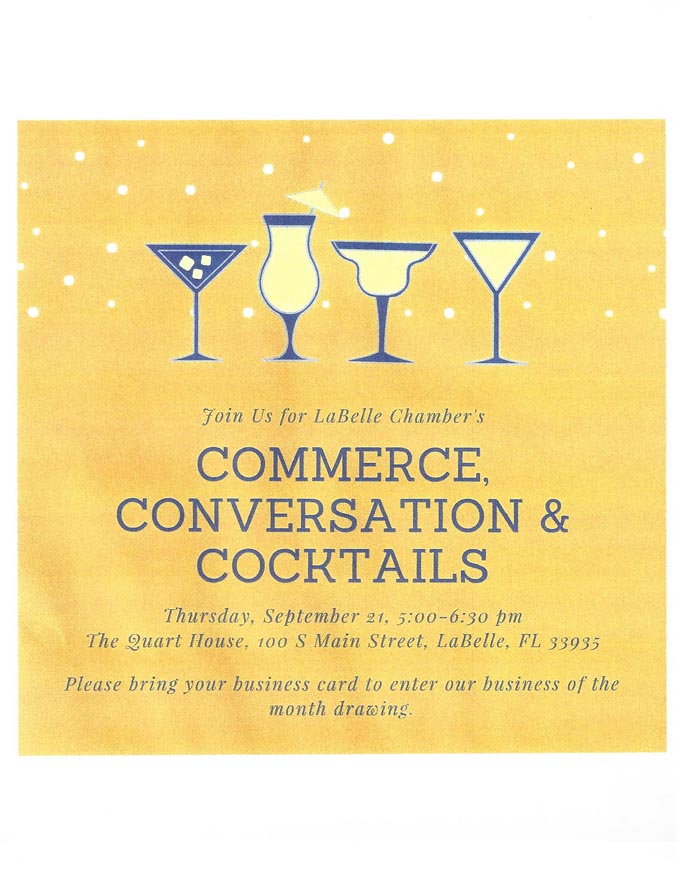 Join Us for LaBelle Chamber's
COMMERCE,
CONVERSATION &
COCKTAILS
Thursday, September 21, 5:00-6:30 pm
The Quart House, 100 S Main Street, LaBelle, FL 33935
Please bring your business card to enter our business of the
month drawing.